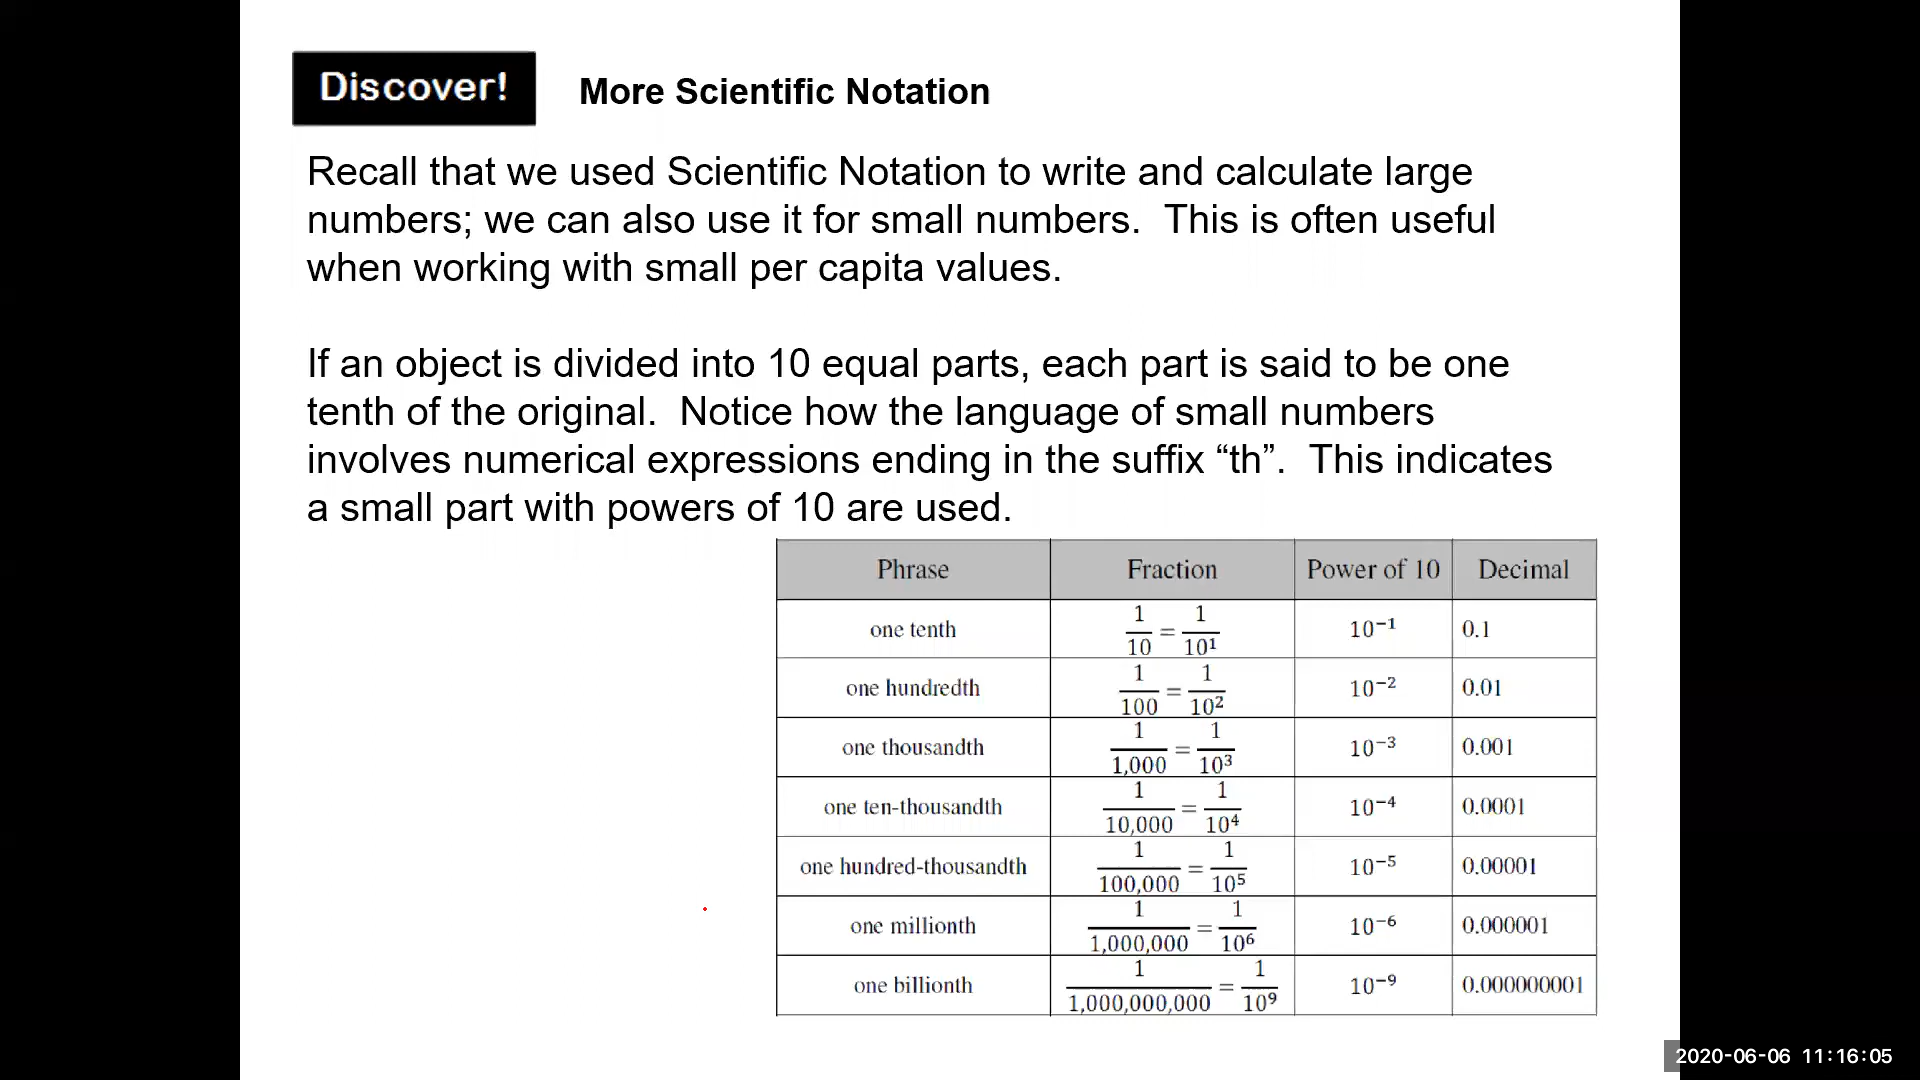 Discover! More Scientific Notation
Recall that we used Scientific Notation to write and calculate large
numbers; we can also use it for small numbers.  This is often useful
when working with small per capita values.
If an object is divided into 10 equal parts, each part is said to be one
tenth of the original.  Notice how the language of small numbers
involves numerical expressions ending in the suffix “th”.  This indicates
a small part with powers of 10 are used.
Phrase Fraction Power of 10 Decimal
one tenth 1/10 = 1/10¹ 10⁻¹ 0.1
one hundredth 1/100 = 1/10² 10⁻² 0.01
one thousandth 1/1,000 = 1/10³ 10⁻³ 0.001
one ten-thousandth 1/10,000 = 1/10⁴ 10⁻⁴ 0.0001
one hundred-thousandth 1/100,000 = 1/10⁵ 10⁻⁵ 0.00001
one millionth 1/1,000,000 = 1/10⁶ 10⁻⁶ 0.000001
one billionth 1/1,000,000,000 = 1/10⁹ 10⁻⁹ 0.000000001
2020-06-06 11:16:05